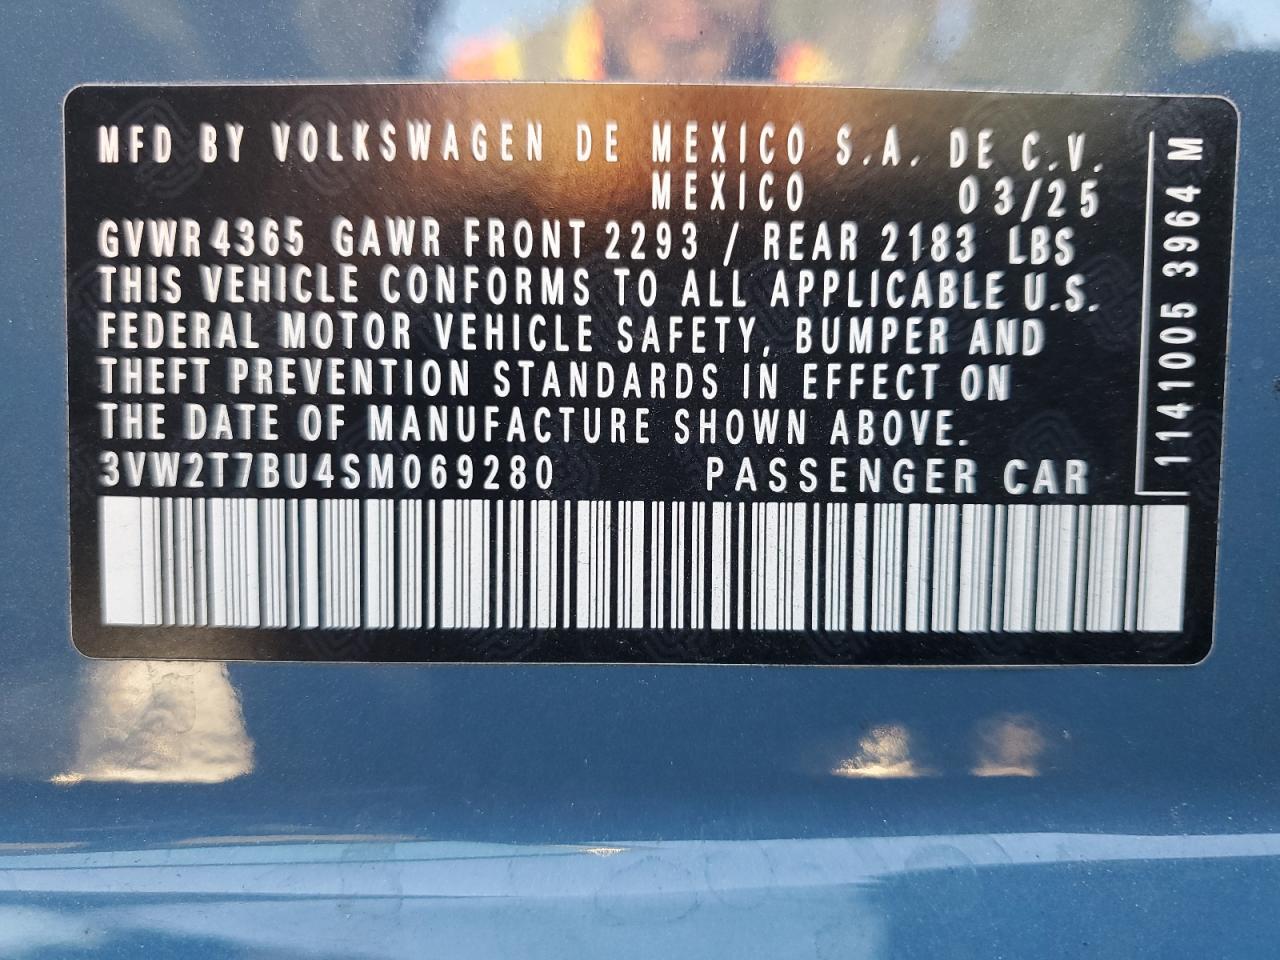 MFD BY VOLKSWAGEN DE MEXICO S.A. DE C.V.
MEXICO 03/25
GVWR 4365 GAWR FRONT 2293 / REAR 2183 LBS
THIS VEHICLE CONFORMS TO ALL APPLICABLE U.S.
FEDERAL MOTOR VEHICLE SAFETY, BUMPER AND
THEFT PREVENTION STANDARDS IN EFFECT ON
THE DATE OF MANUFACTURE SHOWN ABOVE.
3VW2T7BU4SM069280 PASSENGER CAR
1141005 3964 M